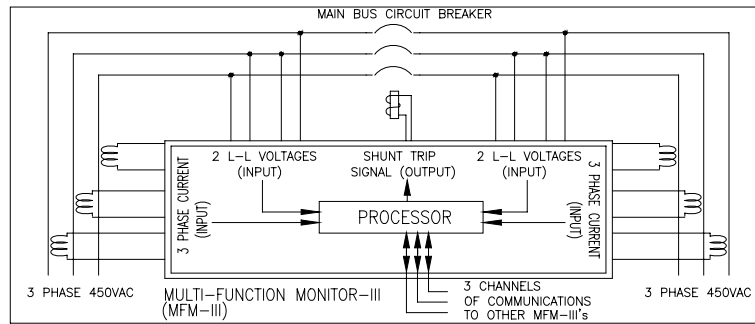 MAIN BUS CIRCUIT BREAKER
2 L-L VOLTAGES
(INPUT)
SHUNT TRIP
SIGNAL (OUTPUT)
2 L-L VOLTAGES
(INPUT)
3 PHASE CURRENT
(INPUT)
PROCESSOR
3 PHASE CURRENT
(INPUT)
3 PHASE 450VAC
MULTI-FUNCTION MONITOR-III
(MFM-III)
3 CHANNELS
OF COMMUNICATIONS
TO OTHER MFM-III's
3 PHASE 450VAC